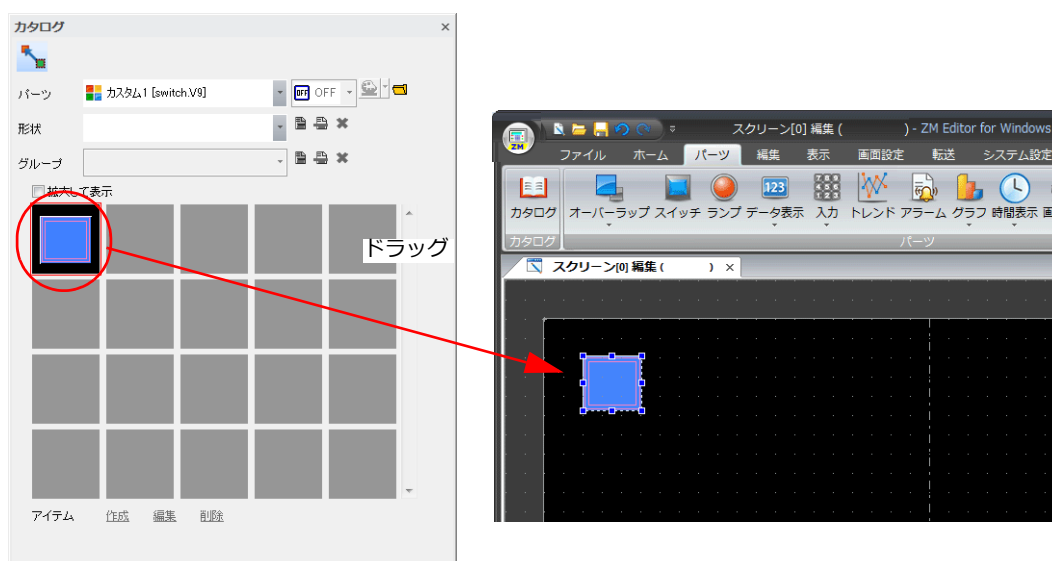 カタログ ×
パーツ カスタム1 [switch.V9] OFF OFF
形状
グループ
拡大して表示
ドラッグ
アイテム 作成 編集 削除
スクリーン[0] 編集 ( ) - ZM Editor for Windows
ZM
ファイル ホーム パーツ 編集 表示 画面設定 転送 システム設定
123
カタログ オーバーラップ スイッチ ランプ データ表示 入力 トレンド アラーム グラフ 時間表示 画
カタログ パーツ
スクリーン[0] 編集 ( ) ×